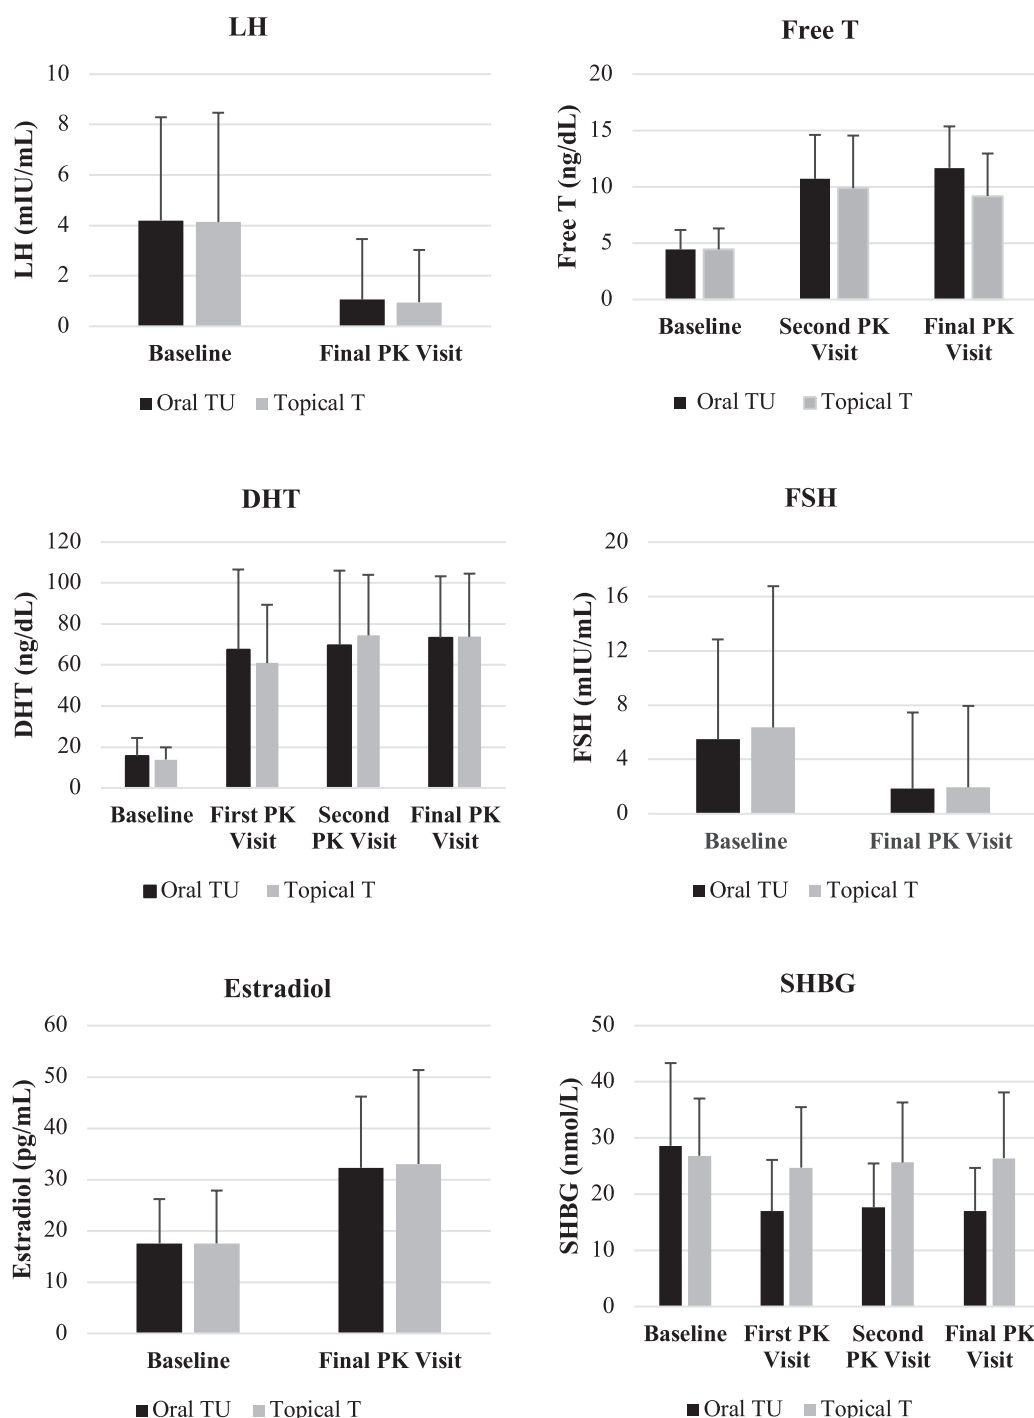 LH
LH (mIU/mL)
10
8
6
4
2
0
Baseline Final PK Visit
Oral TU Topical T
Free T
Free T (ng/dL)
20
15
10
5
0
Baseline Second PK Final PK
Visit Visit
Oral TU Topical T
DHT
DHT (ng/dL)
120
100
80
60
40
20
0
Baseline First PK Second Final PK
Visit PK Visit Visit
Oral TU Topical T
FSH
FSH (mIU/mL)
20
16
12
8
4
0
Baseline Final PK Visit
Oral TU Topical T
Estradiol
Estradiol (pg/mL)
60
50
40
30
20
10
0
Baseline Final PK Visit
Oral TU Topical T
SHBG
SHBG (nmol/L)
50
40
30
20
10
0
Baseline First PK Second Final PK
Visit PK Visit Visit
Oral TU Topical T